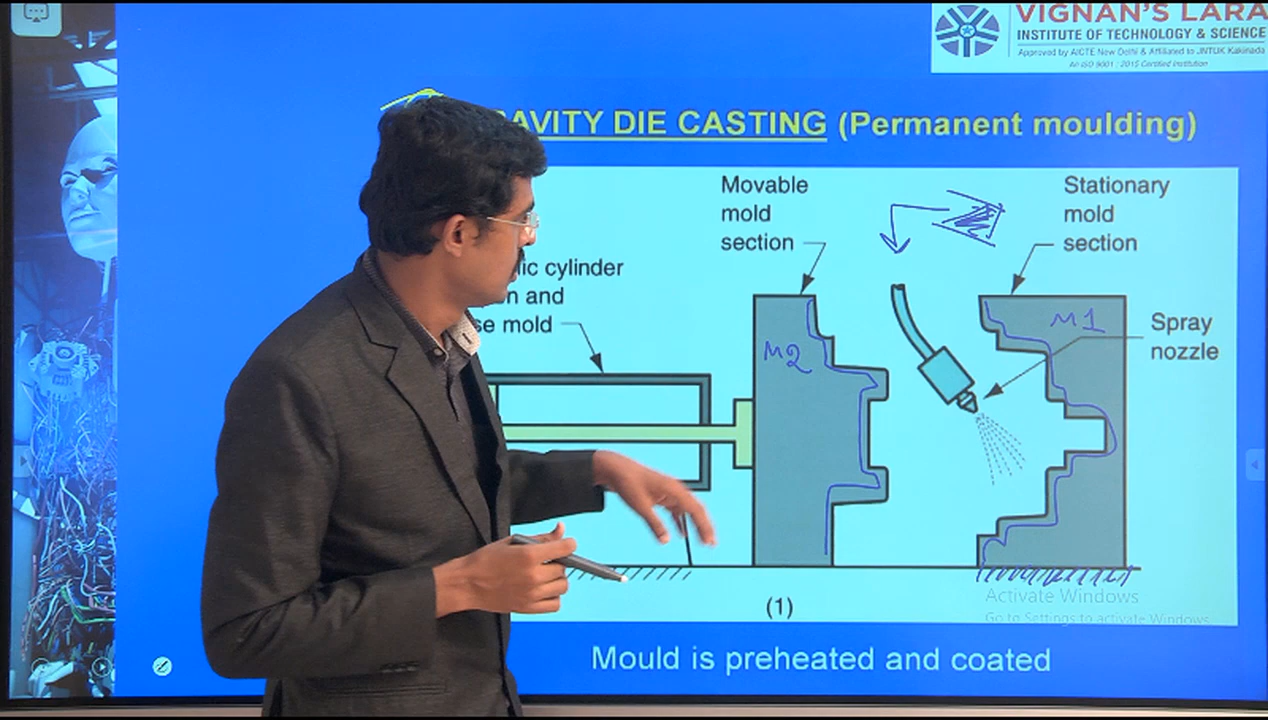 VIGNAN'S LARA
INSTITUTE OF TECHNOLOGY & SCIENCE
Approved by AICTE New Delhi & Affiliated to JNTUK Kakinada
An ISO 9001 : 2015 Certified Institution
AVITY DIE CASTING (Permanent moulding)
Movable
mold
section
Stationary
mold
section
lic cylinder
n and
se mold
M2
M1
Spray
nozzle
(1)
Activate Windows
Go to Settings to activate Windows
Mould is preheated and coated